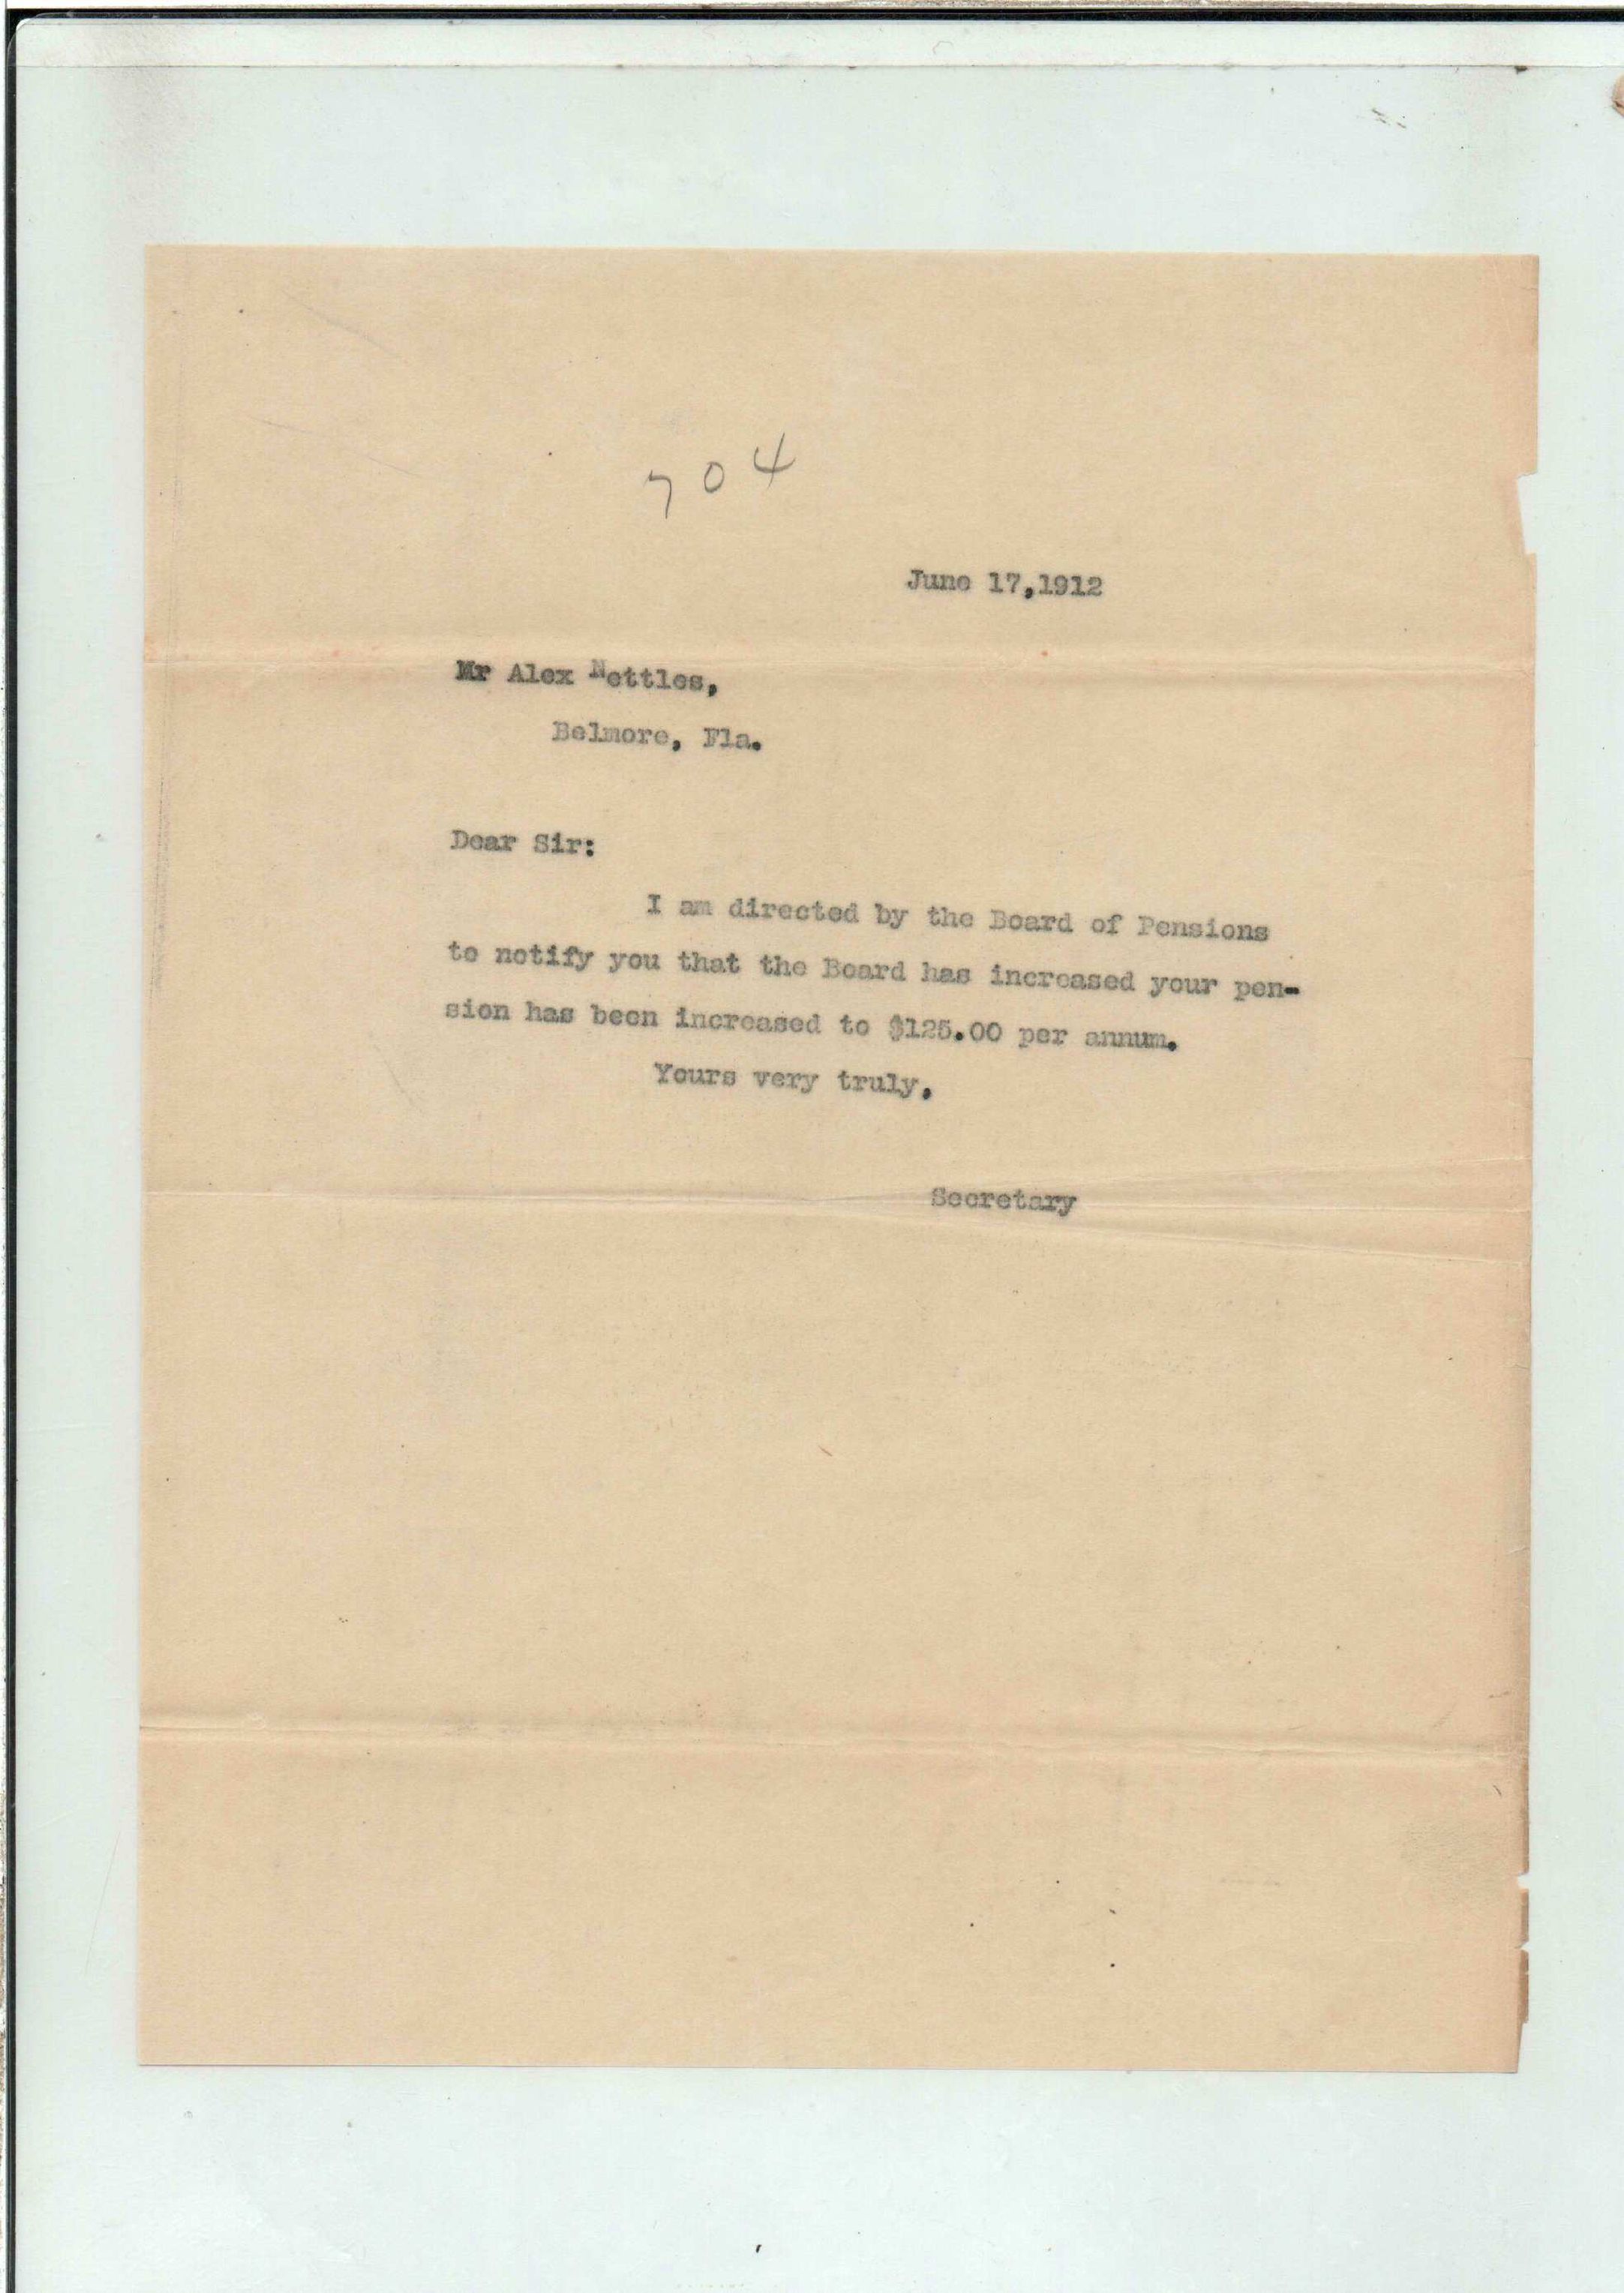 704
June 17,1912
Mr Alex Nettles,
Belmore, Fla.
Dear Sir:
I am directed by the Board of Pensions
to notify you that the Board has increased your pen-
sion has been increased to $125.00 per annum.
Yours very truly,
Secretary